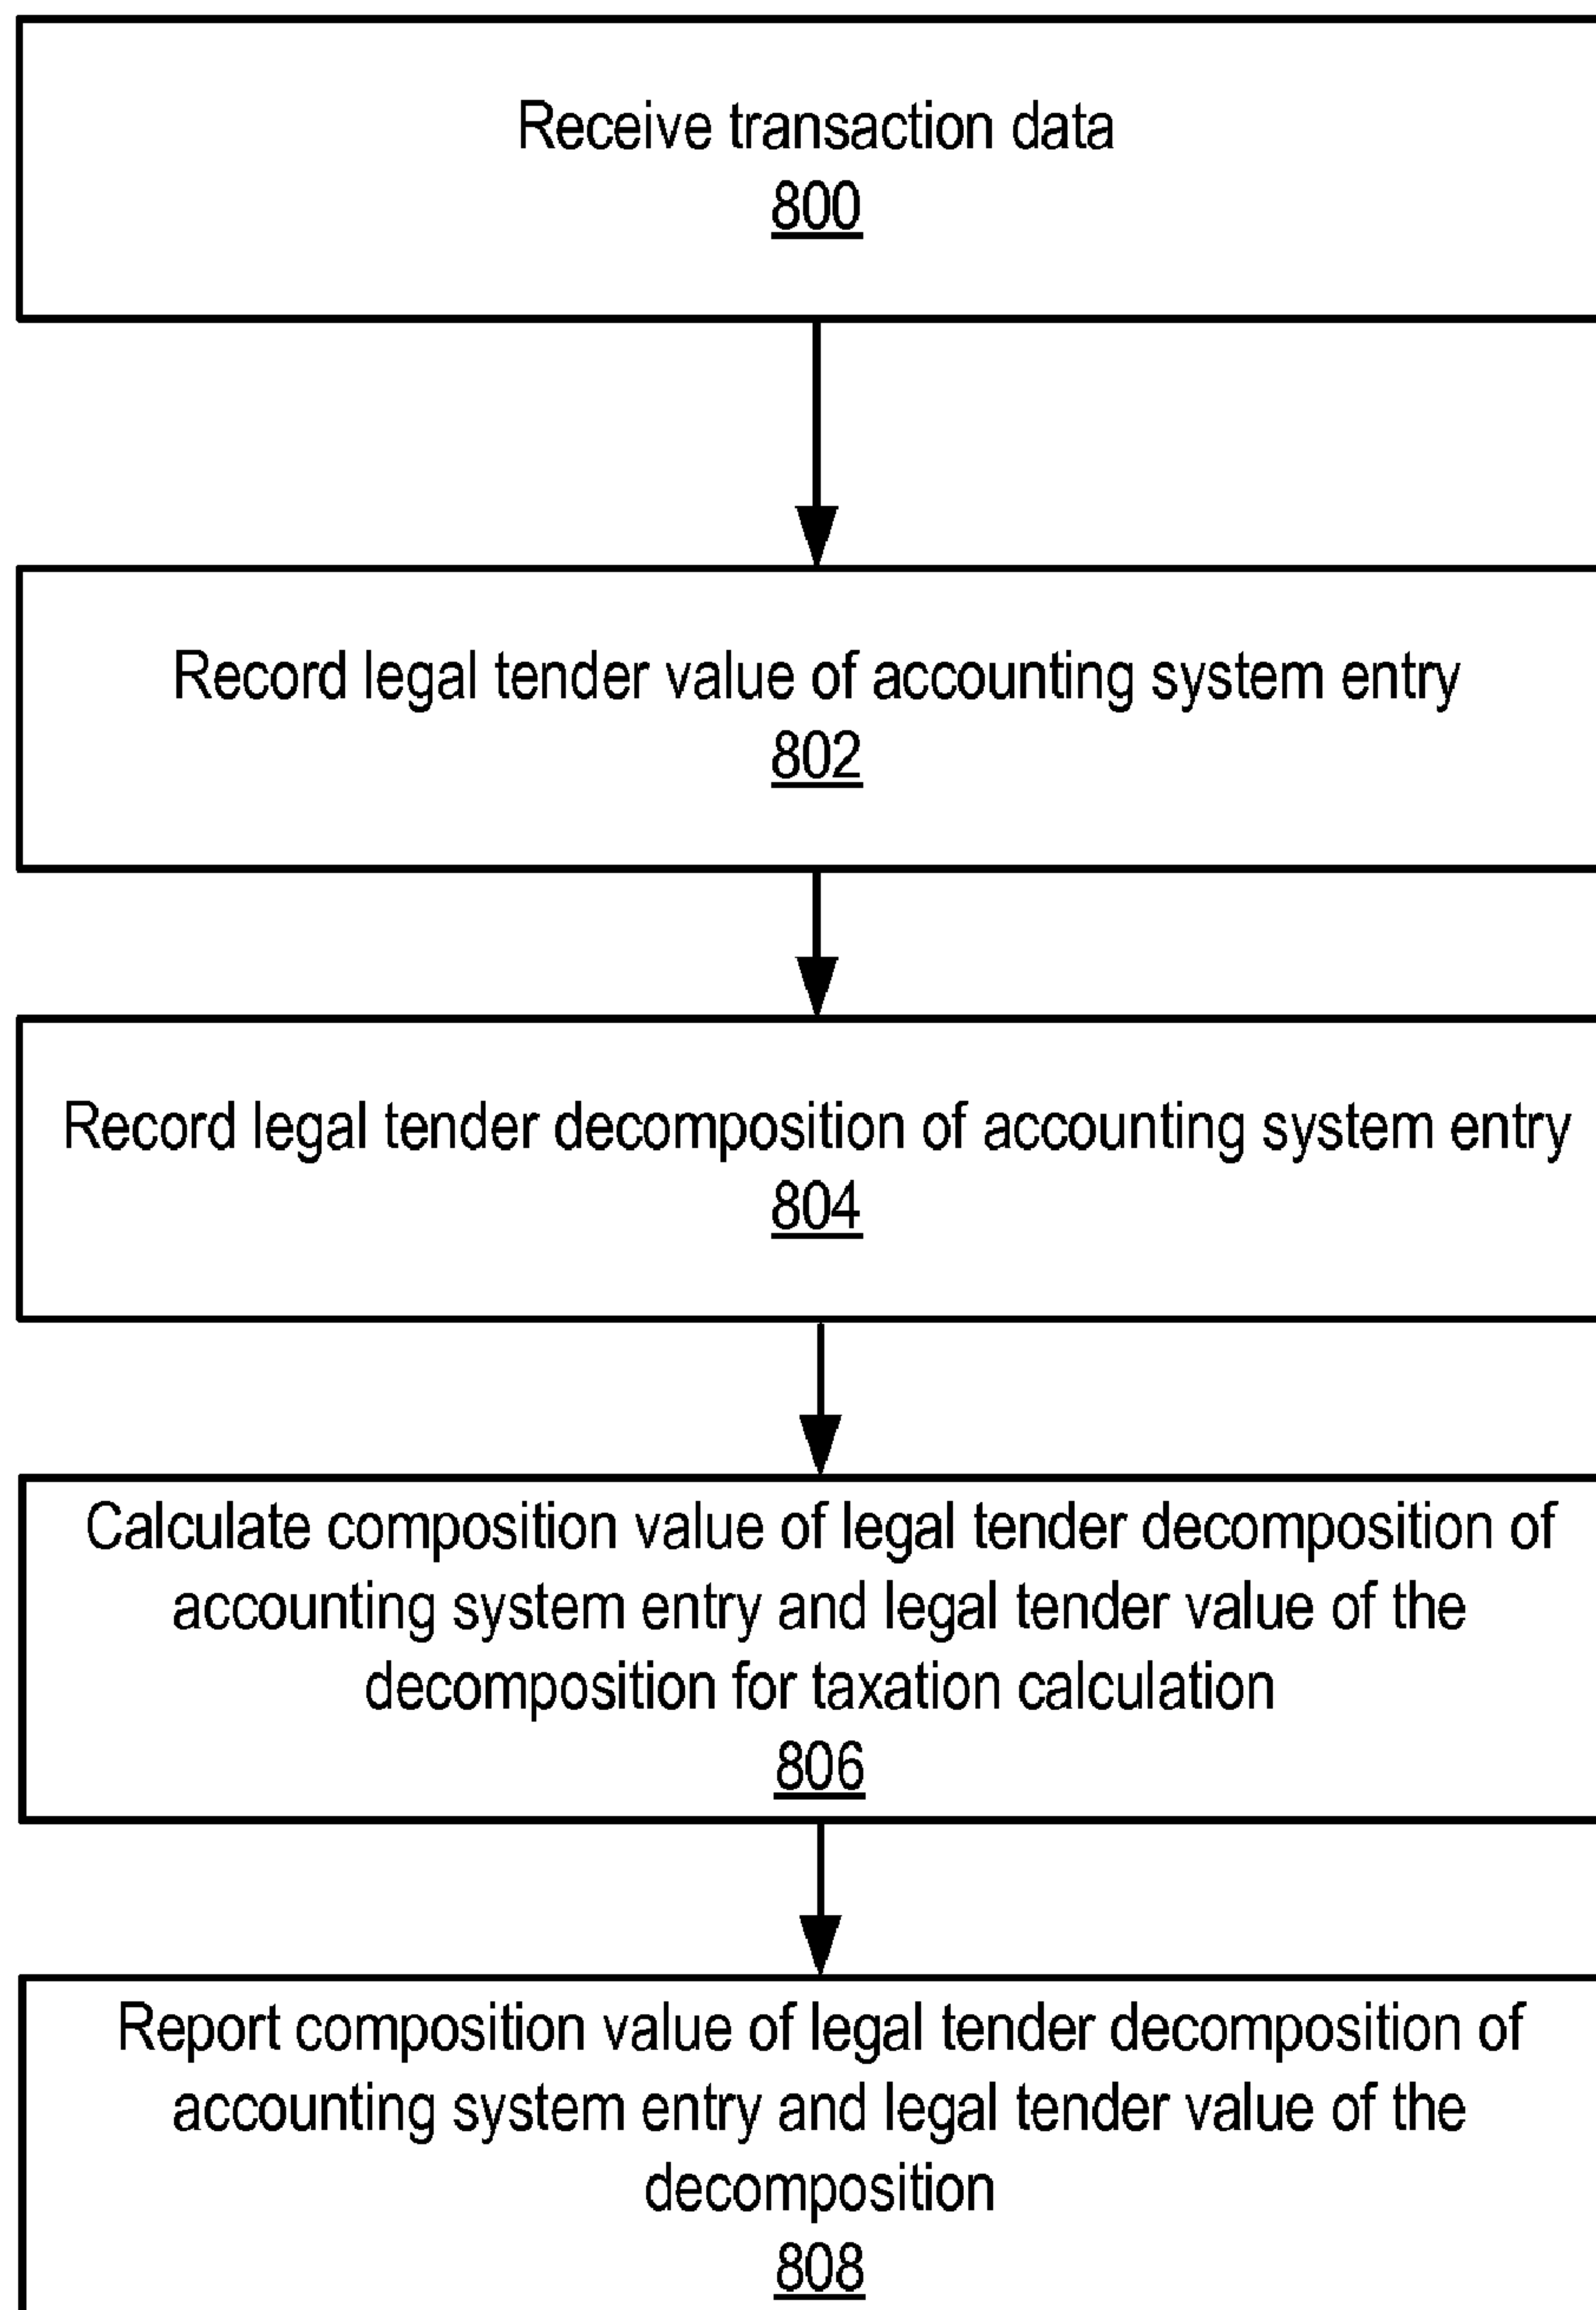 Receive transaction data
800
Record legal tender value of accounting system entry
802
Record legal tender decomposition of accounting system entry
804
Calculate composition value of legal tender decomposition of
accounting system entry and legal tender value of the
decomposition for taxation calculation
806
Report composition value of legal tender decomposition of
accounting system entry and legal tender value of the
decomposition
808